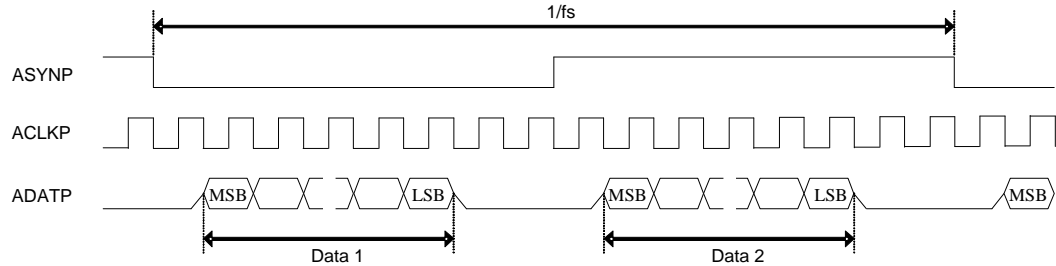 1/fs
ASYNP
ACLKP
ADATP
MSB LSB MSB LSB MSB
Data 1 Data 2